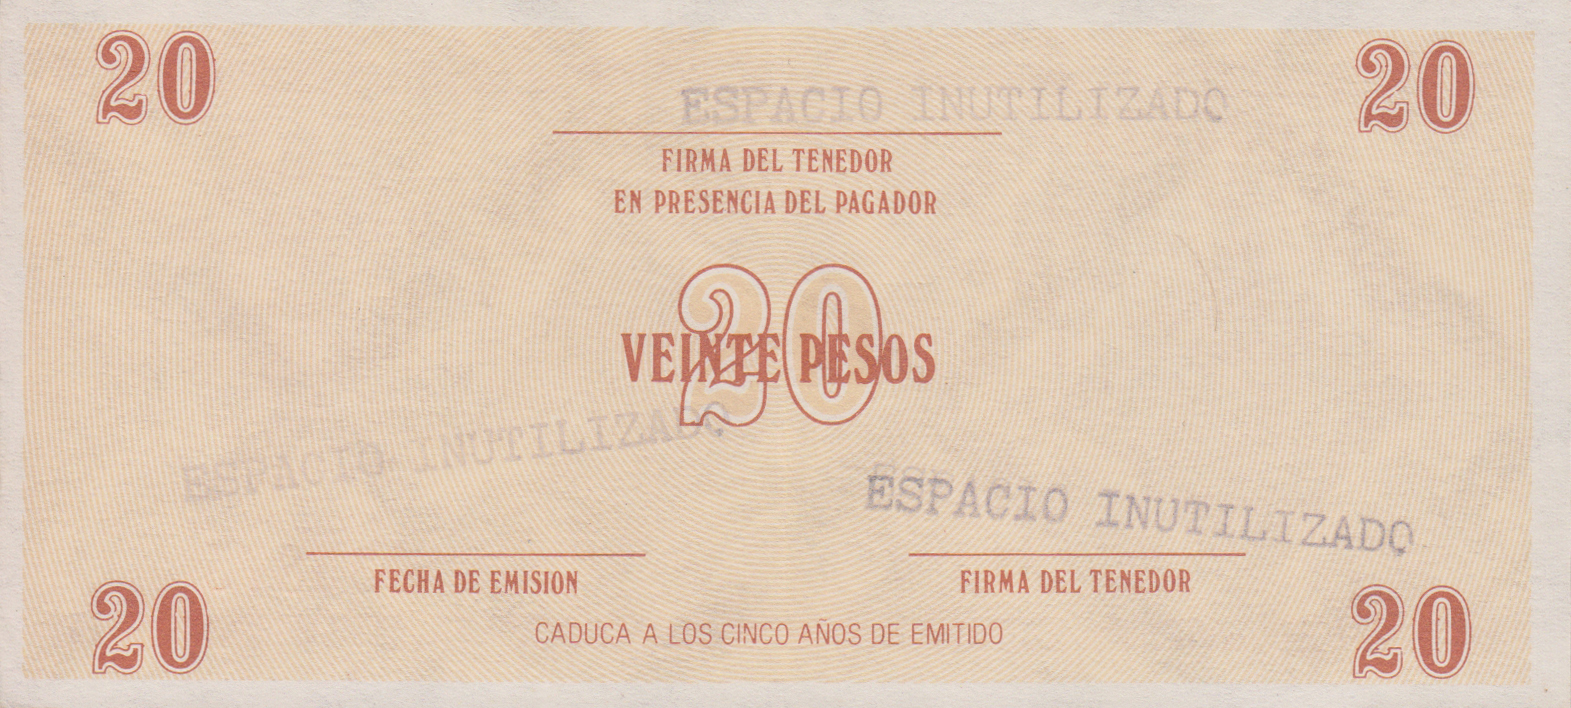 20
20
ESPACIO INUTILIZADO
FIRMA DEL TENEDOR
EN PRESENCIA DEL PAGADOR
20
VEINTE PESOS
ESPACIO INUTILIZADO
ESPACIO INUTILIZADO
FECHA DE EMISION
FIRMA DEL TENEDOR
20
20
CADUCA A LOS CINCO AÑOS DE EMITIDO